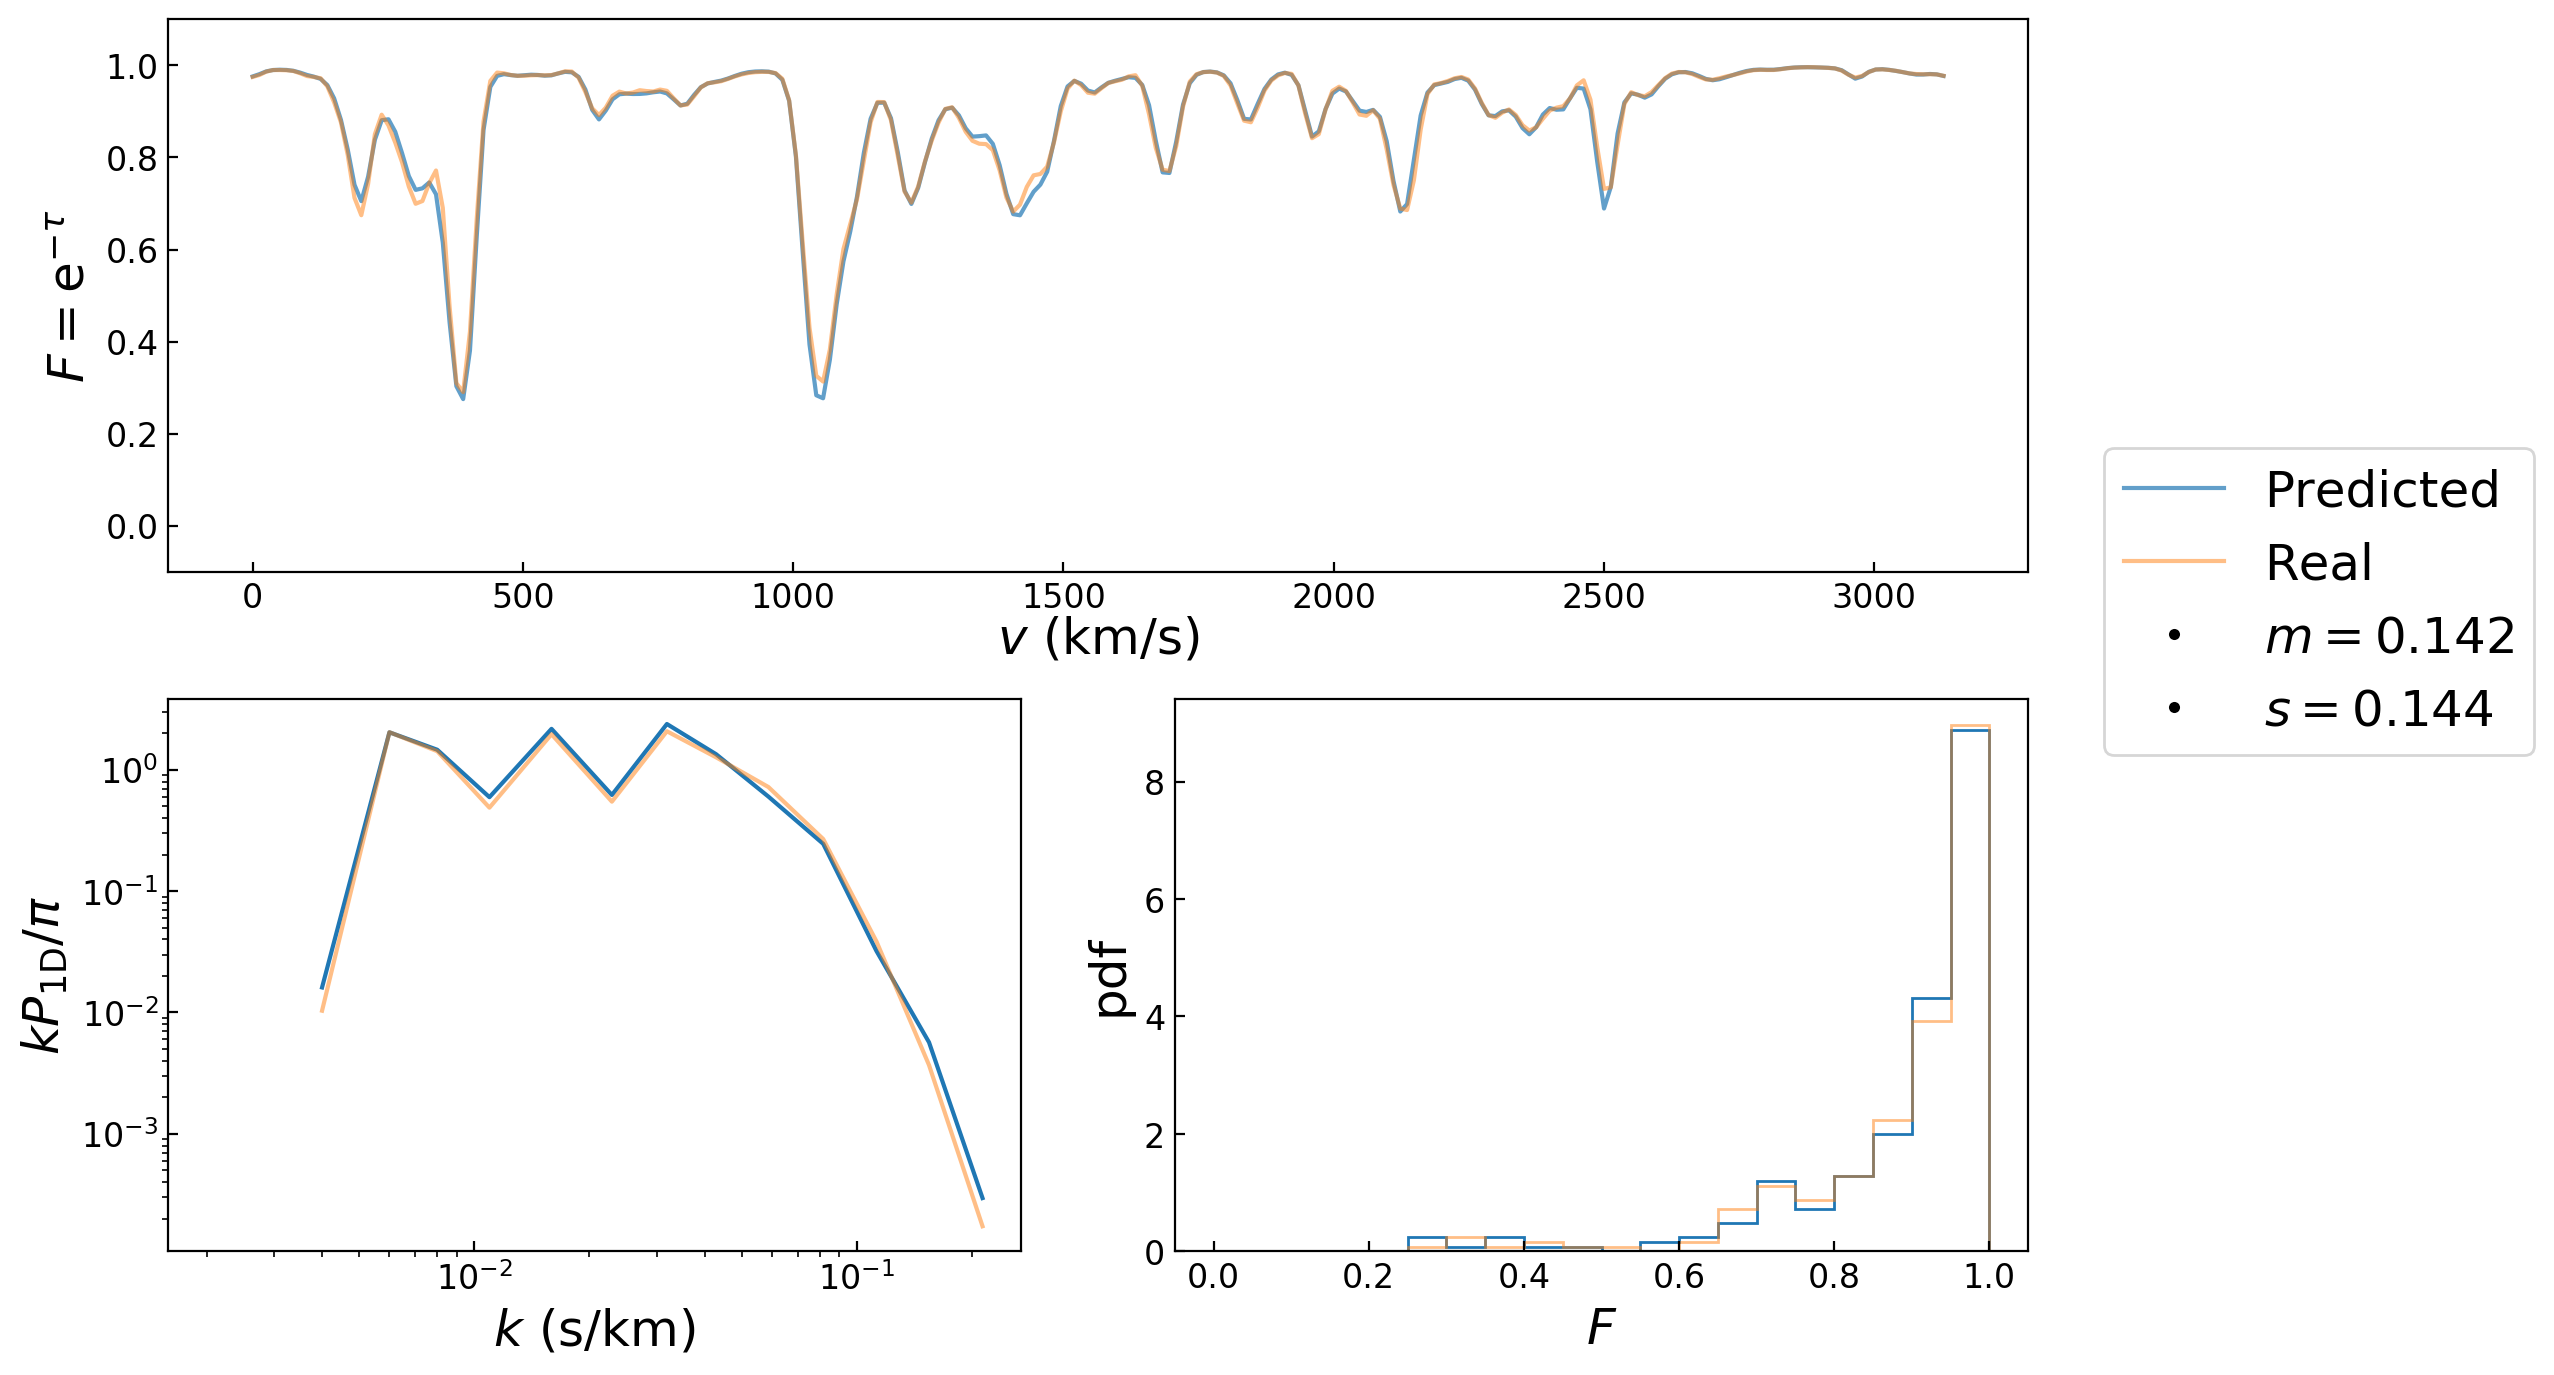 F = e^{−τ}
1.0
0.8
0.6
0.4
0.2
0.0
0 500 1000 1500 2000 2500 3000
v (km/s)
Predicted
Real
m = 0.142
s = 0.144
kP_{1D}/π
10^0
10^{−1}
10^{−2}
10^{−3}
10^{−2} 10^{−1}
k (s/km)
pdf
8
6
4
2
0
0.0 0.2 0.4 0.6 0.8 1.0
F